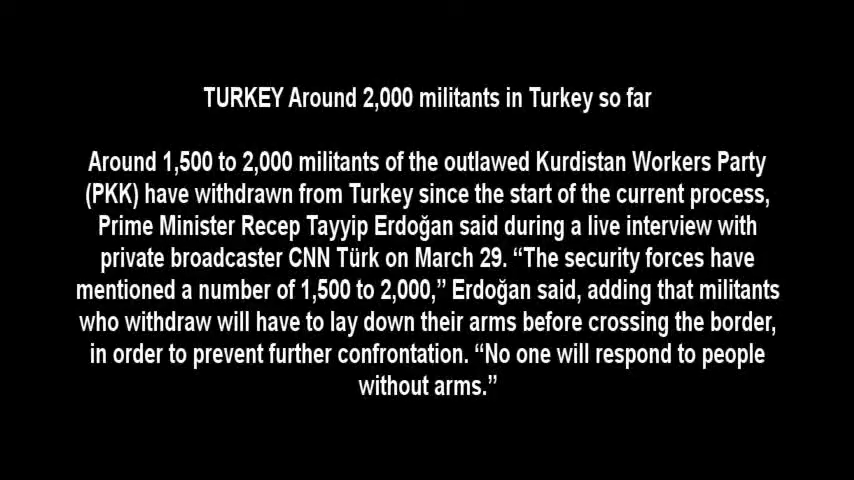 TURKEY Around 2,000 militants in Turkey so far
Around 1,500 to 2,000 militants of the outlawed Kurdistan Workers Party
(PKK) have withdrawn from Turkey since the start of the current process,
Prime Minister Recep Tayyip Erdoğan said during a live interview with
private broadcaster CNN Türk on March 29. “The security forces have
mentioned a number of 1,500 to 2,000,” Erdoğan said, adding that militants
who withdraw will have to lay down their arms before crossing the border,
in order to prevent further confrontation. “No one will respond to people
without arms.”